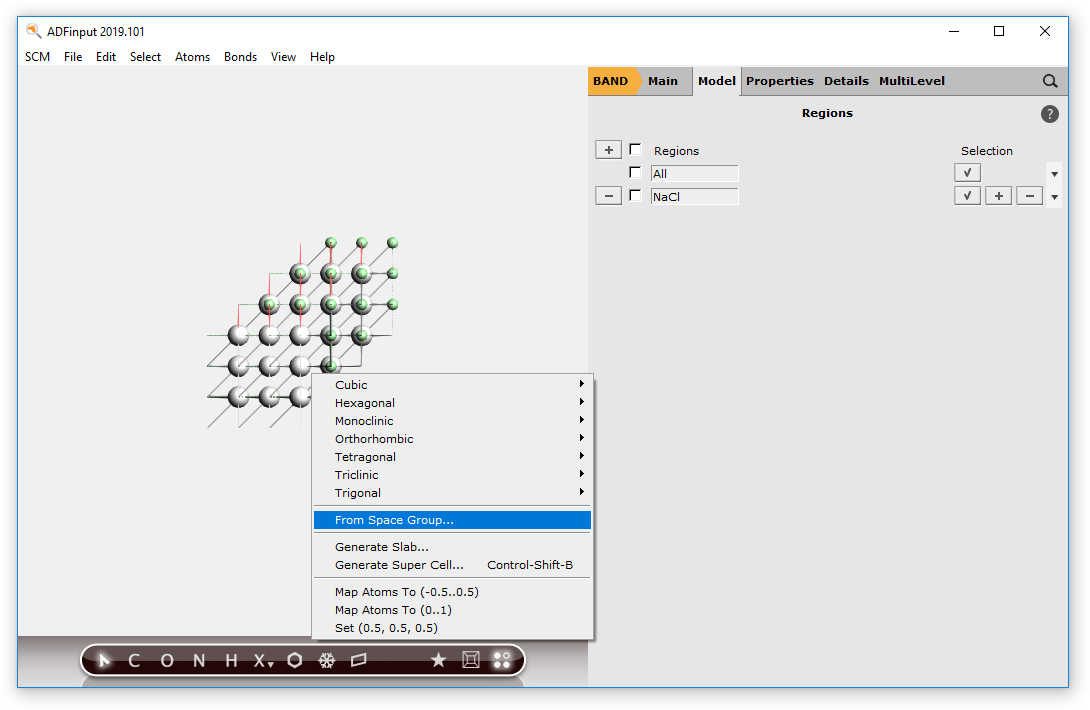 ADFinput 2019.101
SCM File Edit Select Atoms Bonds View Help
BAND Main Model Properties Details MultiLevel
Regions
?
+ Regions Selection
All √
− NaCl √ + −
Cubic
Hexagonal
Monoclinic
Orthorhombic
Tetragonal
Triclinic
Trigonal
From Space Group...
Generate Slab...
Generate Super Cell... Control-Shift-B
Map Atoms To (-0.5..0.5)
Map Atoms To (0..1)
Set (0.5, 0.5, 0.5)
C O N H X